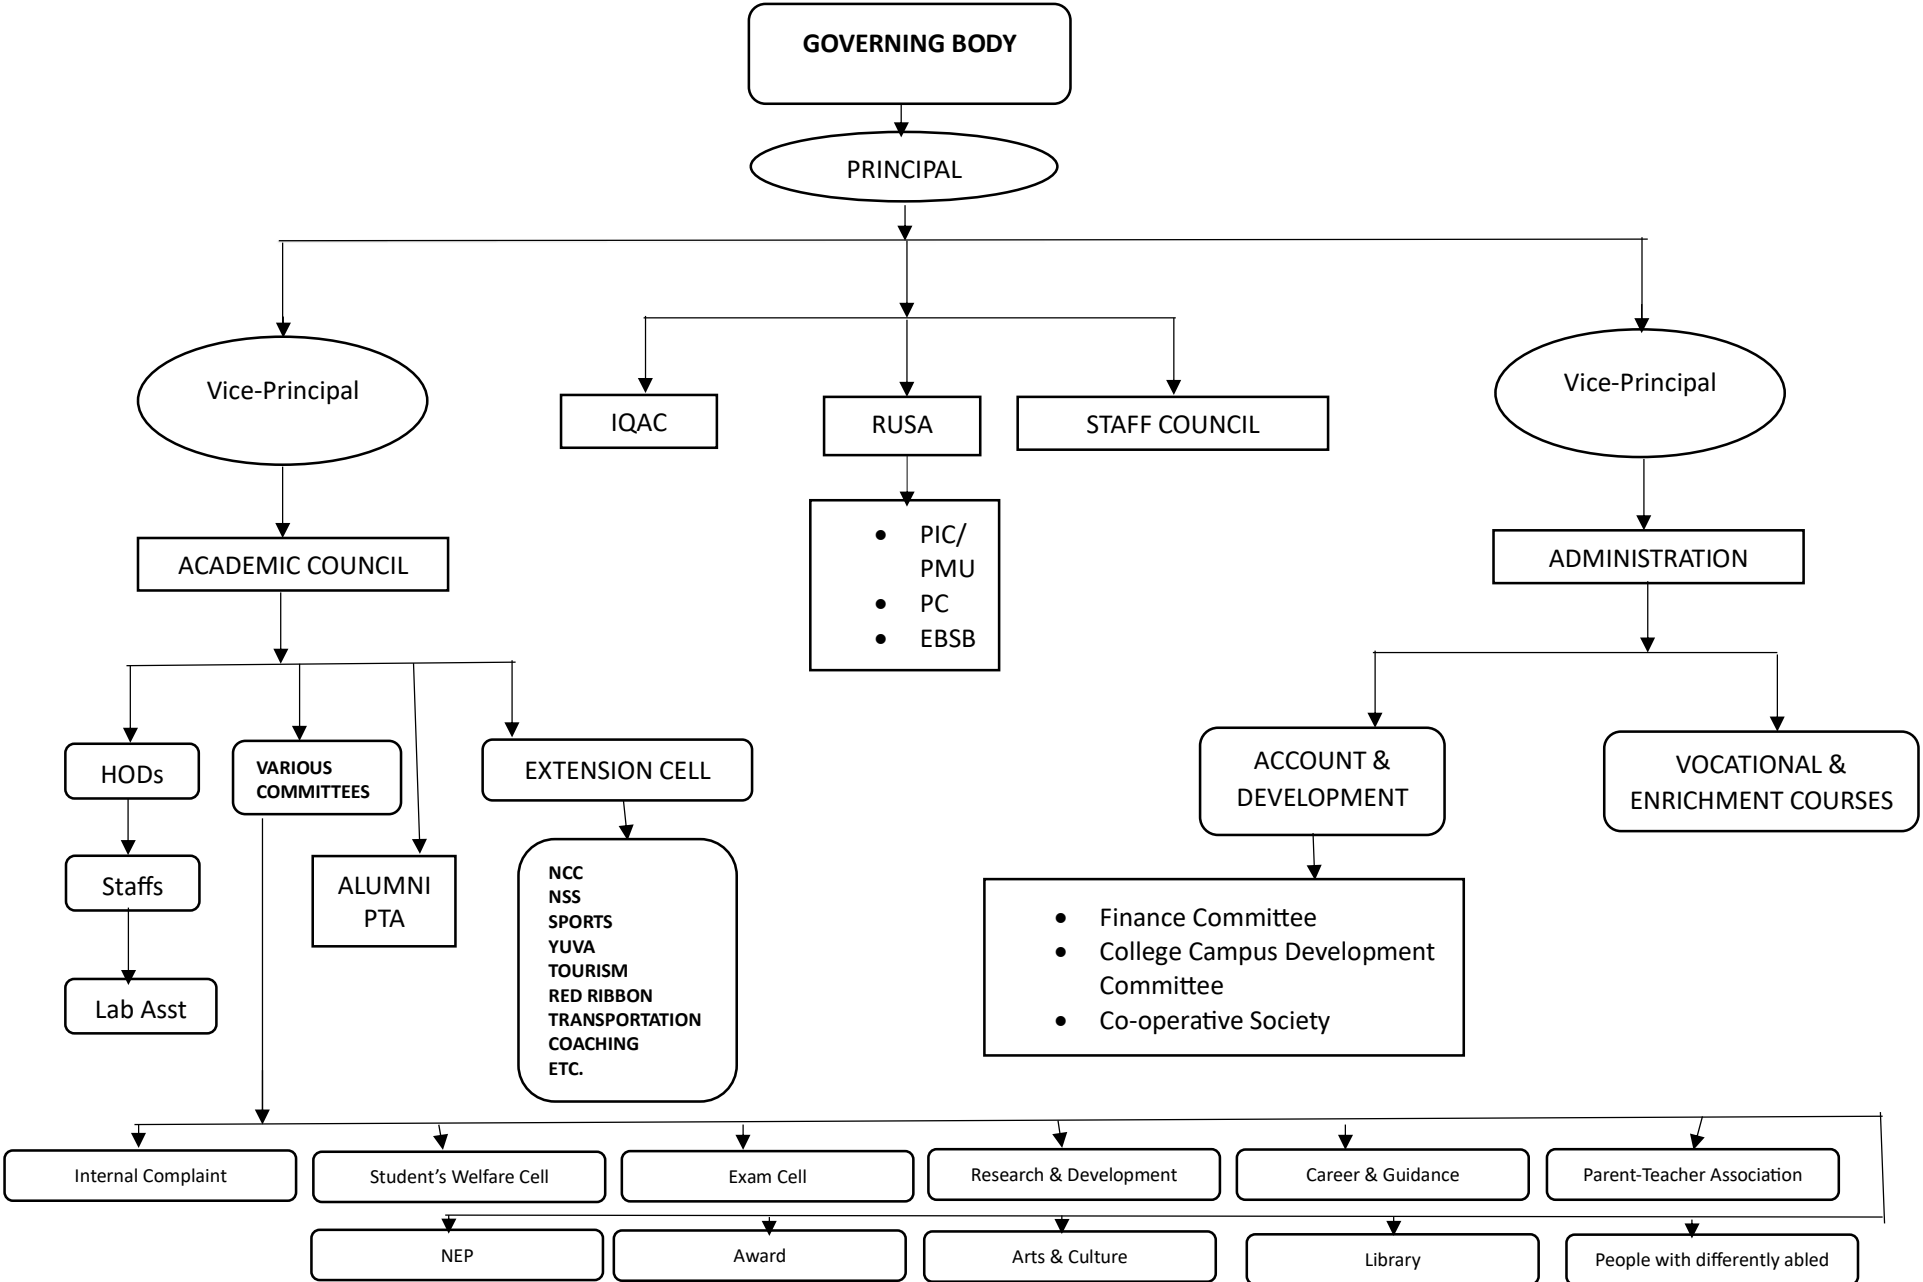 GOVERNING BODY
PRINCIPAL
Vice-Principal
IQAC
RUSA
STAFF COUNCIL
Vice-Principal
• PIC/
PMU
• PC
• EBSB
ACADEMIC COUNCIL
ADMINISTRATION
HODs
VARIOUS
COMMITTEES
EXTENSION CELL
ACCOUNT &
DEVELOPMENT
VOCATIONAL &
ENRICHMENT COURSES
Staffs
ALUMNI
PTA
NCC
NSS
SPORTS
YUVA
TOURISM
RED RIBBON
TRANSPORTATION
COACHING
ETC.
• Finance Committee
• College Campus Development
Committee
• Co-operative Society
Lab Asst
Internal Complaint
Student’s Welfare Cell
Exam Cell
Research & Development
Career & Guidance
Parent-Teacher Association
NEP
Award
Arts & Culture
Library
People with differently abled